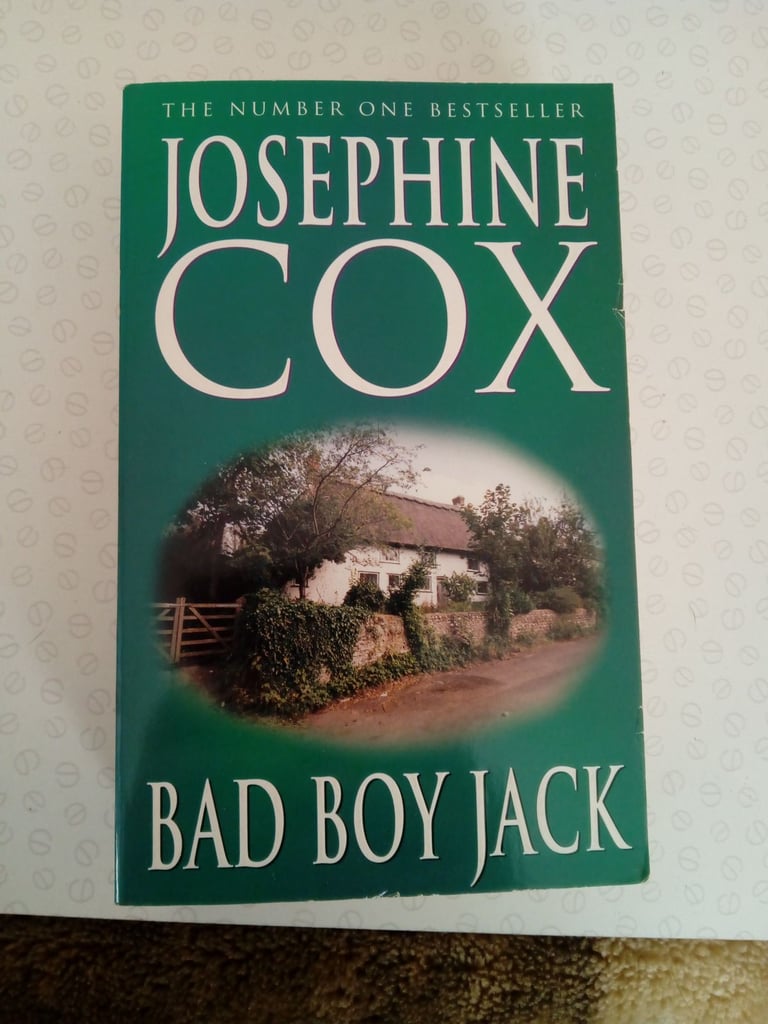 THE NUMBER ONE BESTSELLER
JOSEPHINE
COX
BAD BOY JACK